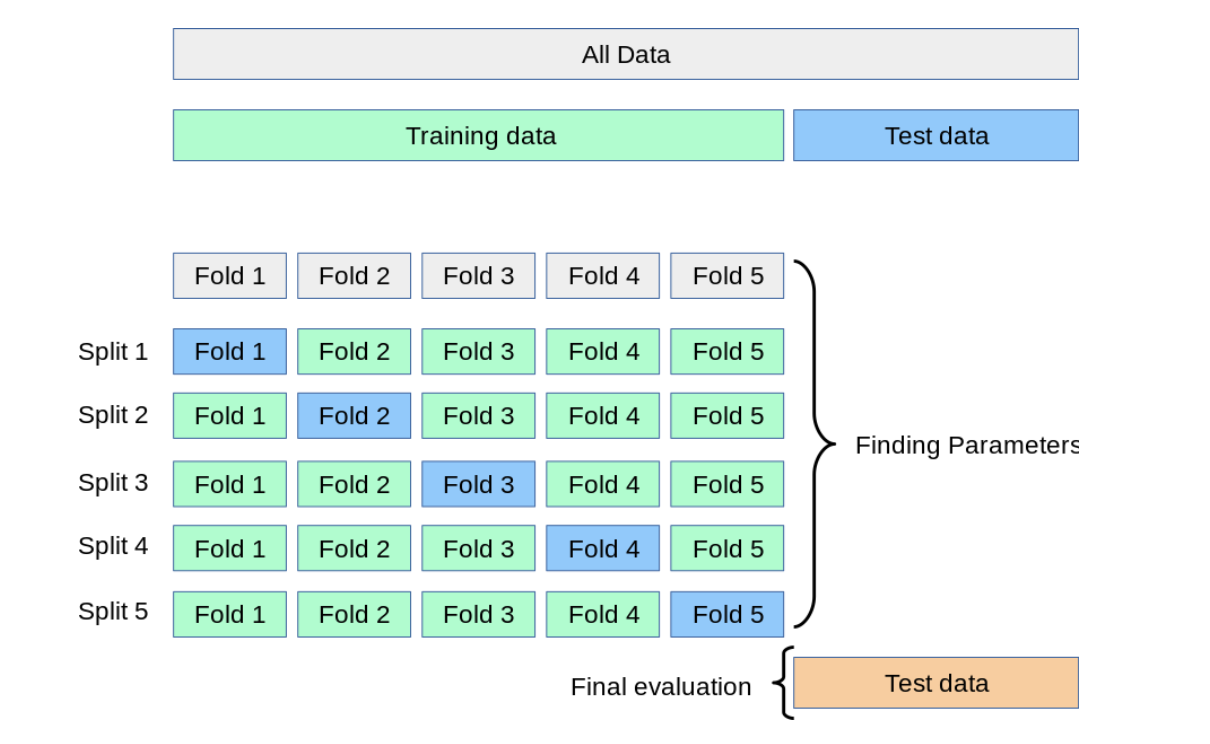 All Data
Training data Test data
Fold 1 Fold 2 Fold 3 Fold 4 Fold 5
Split 1 Fold 1 Fold 2 Fold 3 Fold 4 Fold 5
Split 2 Fold 1 Fold 2 Fold 3 Fold 4 Fold 5
Finding Parameters
Split 3 Fold 1 Fold 2 Fold 3 Fold 4 Fold 5
Split 4 Fold 1 Fold 2 Fold 3 Fold 4 Fold 5
Split 5 Fold 1 Fold 2 Fold 3 Fold 4 Fold 5
Final evaluation Test data